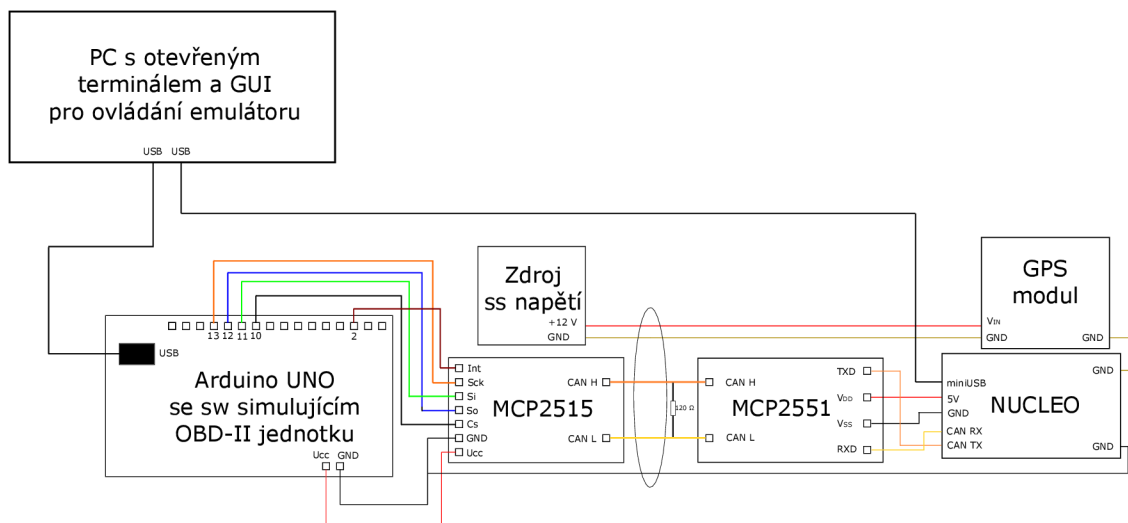 PC s otevřeným
terminálem a GUI
pro ovládání emulátoru
USB USB
Zdroj
ss napětí
+12 V
GND
GPS
modul
VIN
GND GND
13 12 11 10 2
USB
Arduino UNO
se sw simulujícím
OBD-II jednotku
Ucc GND
Int
Sck
Si
So
Cs
GND
Ucc
MCP2515
CAN H
CAN L
120 Ω
CAN H
CAN L
MCP2551
TXD
VDD
VSS
RXD
miniUSB
5V
GND
CAN RX
CAN TX
NUCLEO
GND
GND